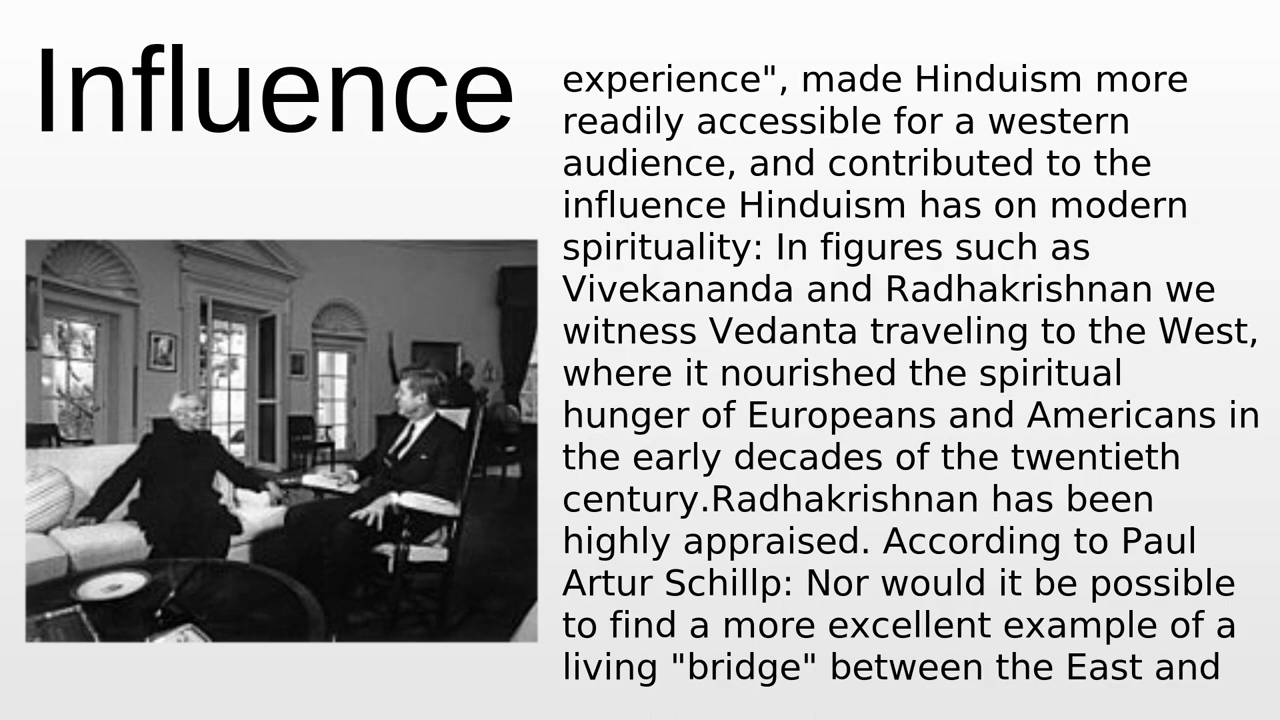 Influence
experience", made Hinduism more
readily accessible for a western
audience, and contributed to the
influence Hinduism has on modern
spirituality: In figures such as
Vivekananda and Radhakrishnan we
witness Vedanta traveling to the West,
where it nourished the spiritual
hunger of Europeans and Americans in
the early decades of the twentieth
century.Radhakrishnan has been
highly appraised. According to Paul
Artur Schillp: Nor would it be possible
to find a more excellent example of a
living "bridge" between the East and